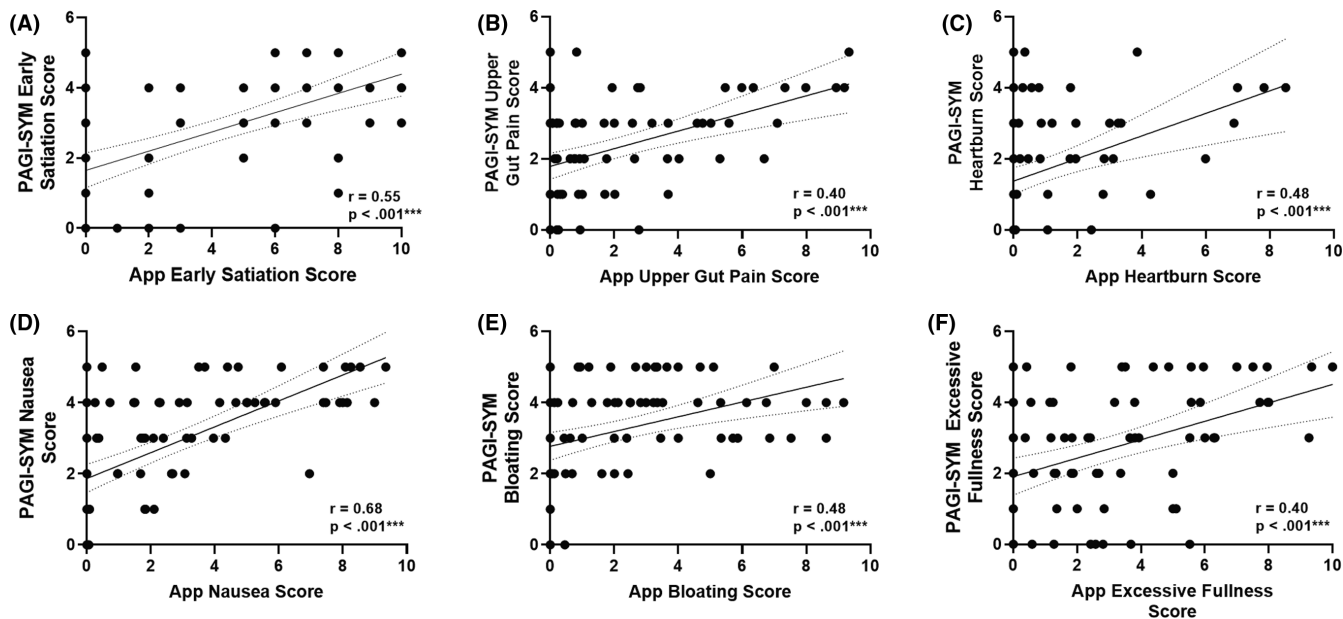 (A)
PAGI-SYM Early
Satiation Score
6
4
2
0
0 2 4 6 8 10
r = 0.55
p < .001***
App Early Satiation Score
(B)
PAGI-SYM Upper
Gut Pain Score
6
4
2
0
0 2 4 6 8 10
r = 0.40
p < .001***
App Upper Gut Pain Score
(C)
PAGI-SYM
Heartburn Score
6
4
2
0
0 2 4 6 8 10
r = 0.48
p < .001***
App Heartburn Score
(D)
PAGI-SYM Nausea
Score
6
4
2
0
0 2 4 6 8 10
r = 0.68
p < .001***
App Nausea Score
(E)
PAGI-SYM
Bloating Score
6
4
2
0
0 2 4 6 8 10
r = 0.48
p < .001***
App Bloating Score
(F)
PAGI-SYM Excessive
Fullness Score
6
4
2
0
0 2 4 6 8 10
r = 0.40
p < .001***
App Excessive Fullness
Score